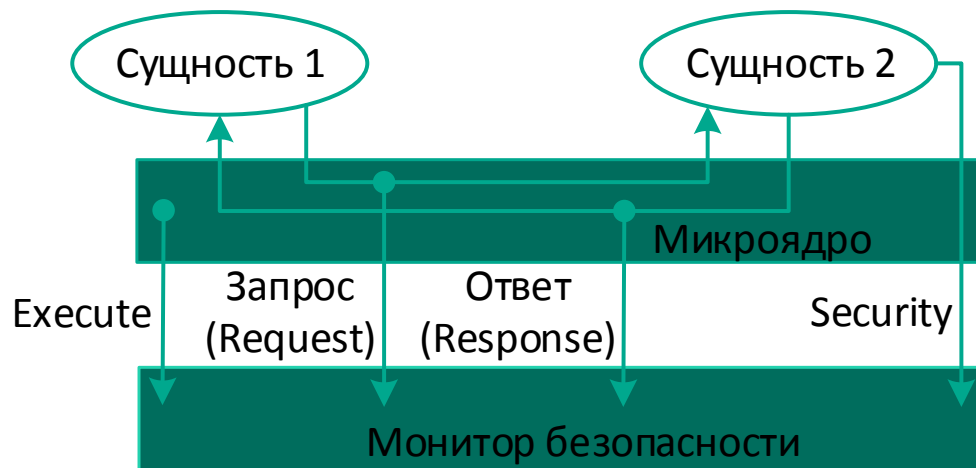 Сущность 1
Сущность 2
Микроядро
Execute
Запрос
(Request)
Ответ
(Response)
Security
Монитор безопасности